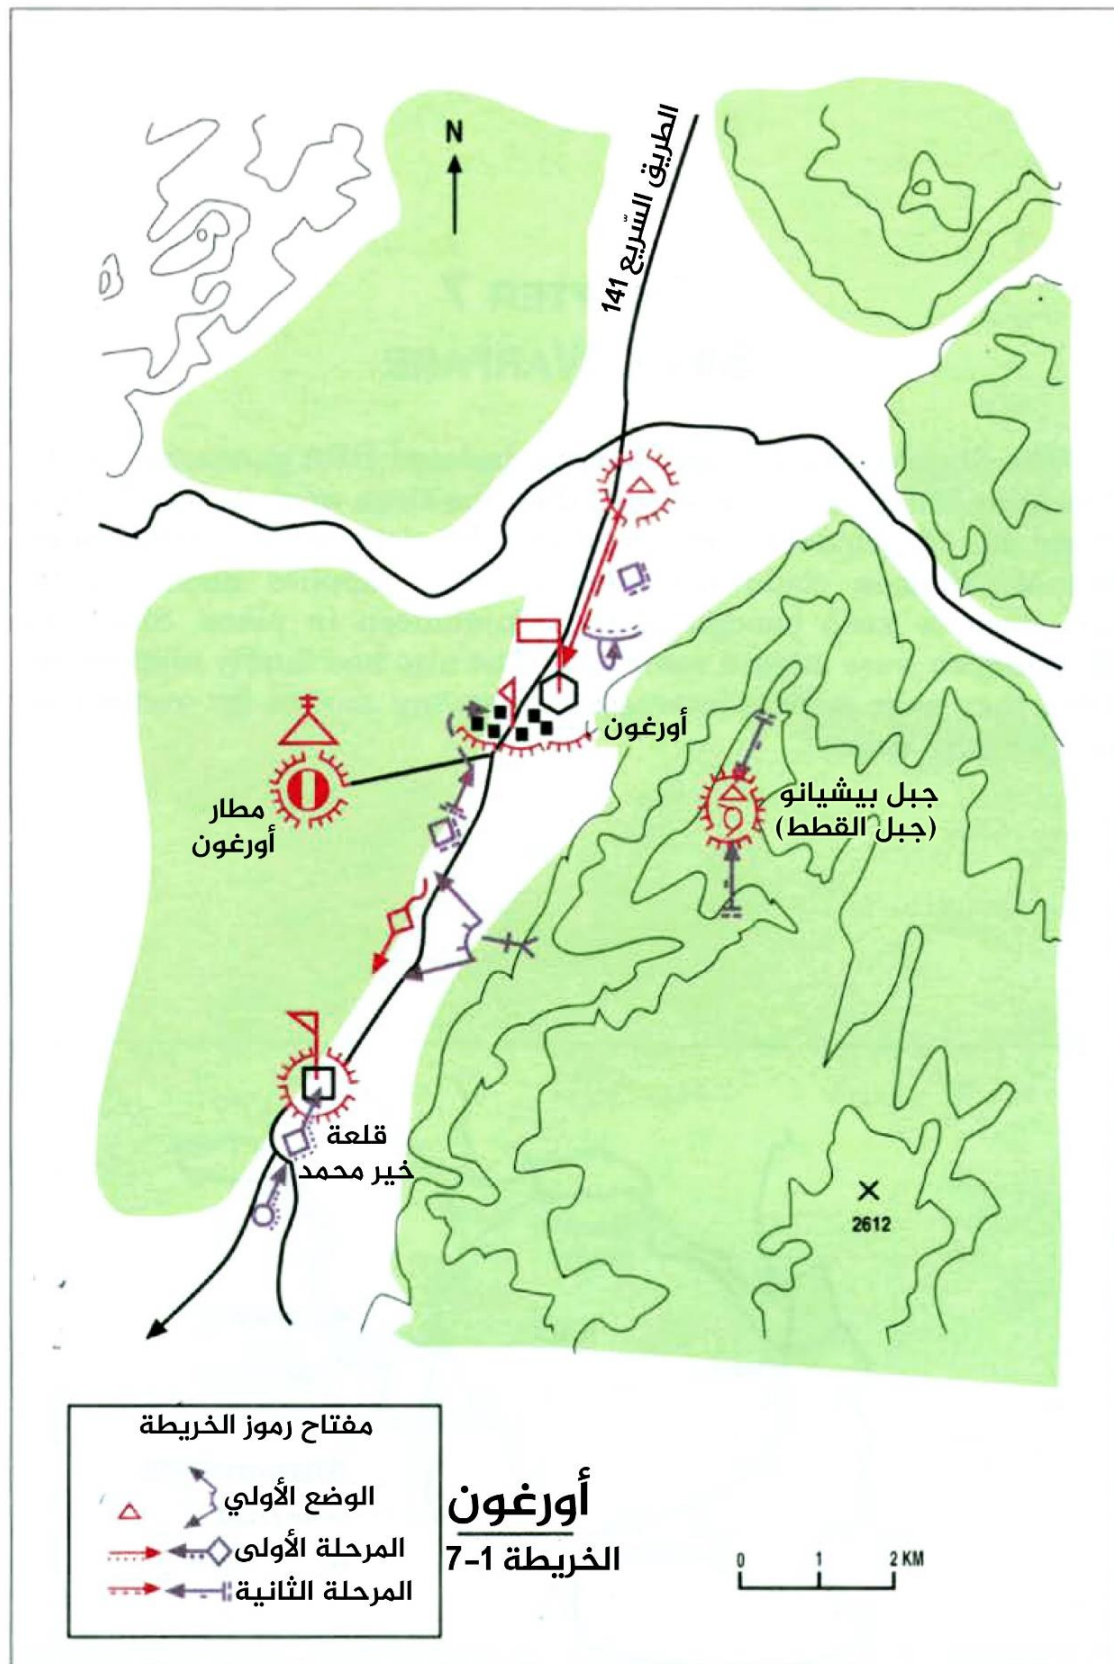 N
الطريق السّريع 141
أورغون
مطار
أورغون
جبل بيشيانو
(جبل القطط)
قلعة
خير محمد
2612
مفتاح رموز الخريطة
الوضع الأولي
المرحلة الأولى
المرحلة الثانية
أورغون
الخريطة 1-7
0 1 2 KM